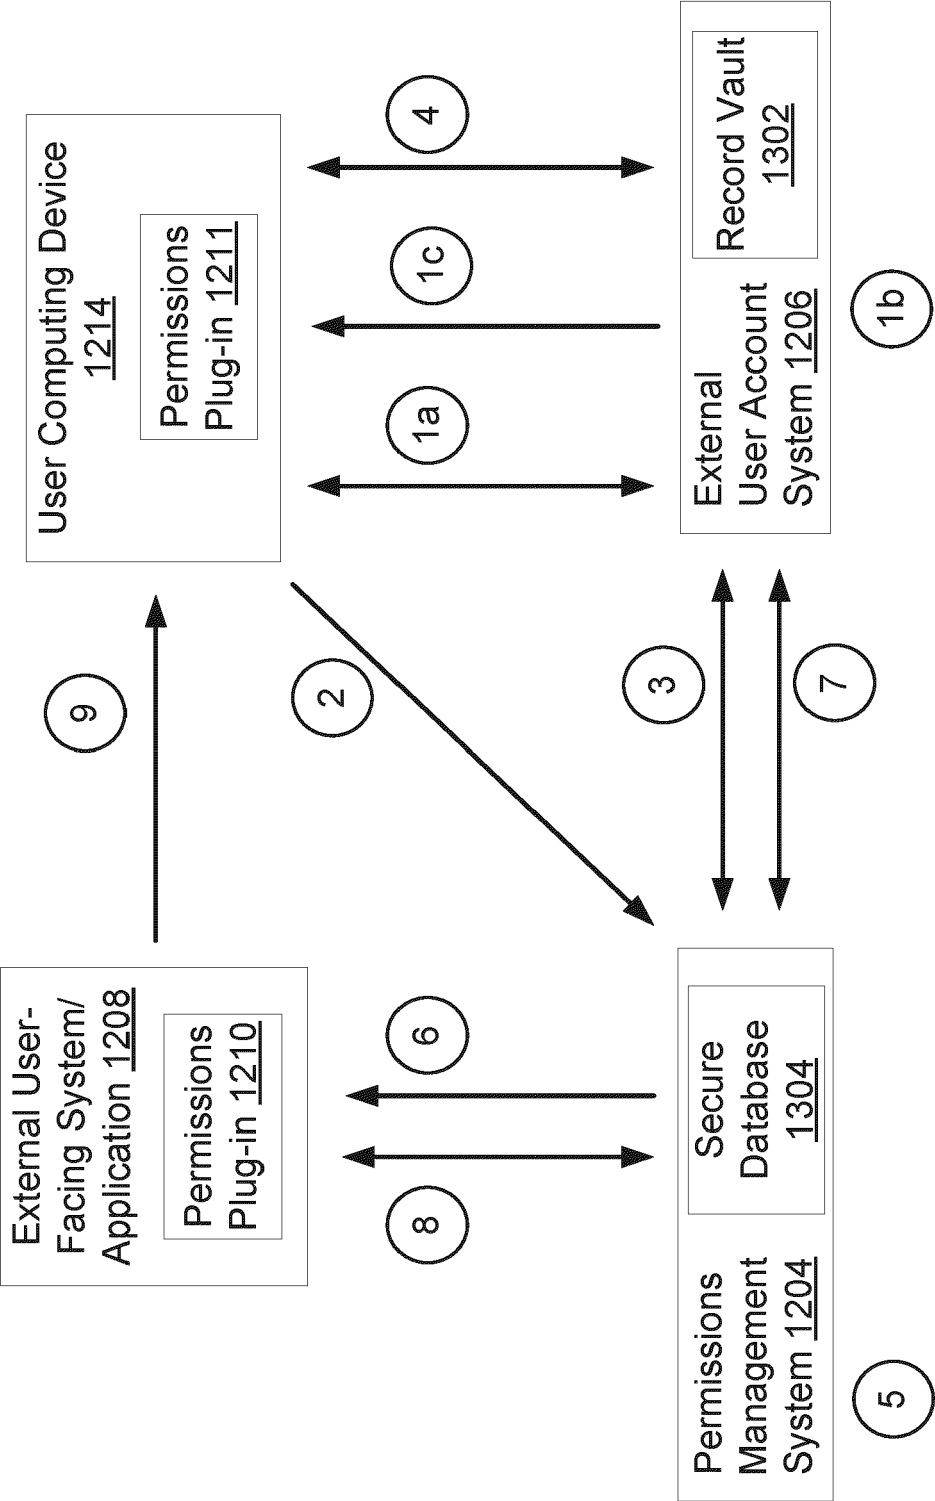 External User-
Facing System/
Application 1208
Permissions
Plug-in 1210
9
User Computing Device
1214
Permissions
Plug-in 1211
8
6
2
1a
1c
4
3
7
Permissions
Management
System 1204
Secure
Database
1304
External
User Account
System 1206
Record Vault
1302
5
1b